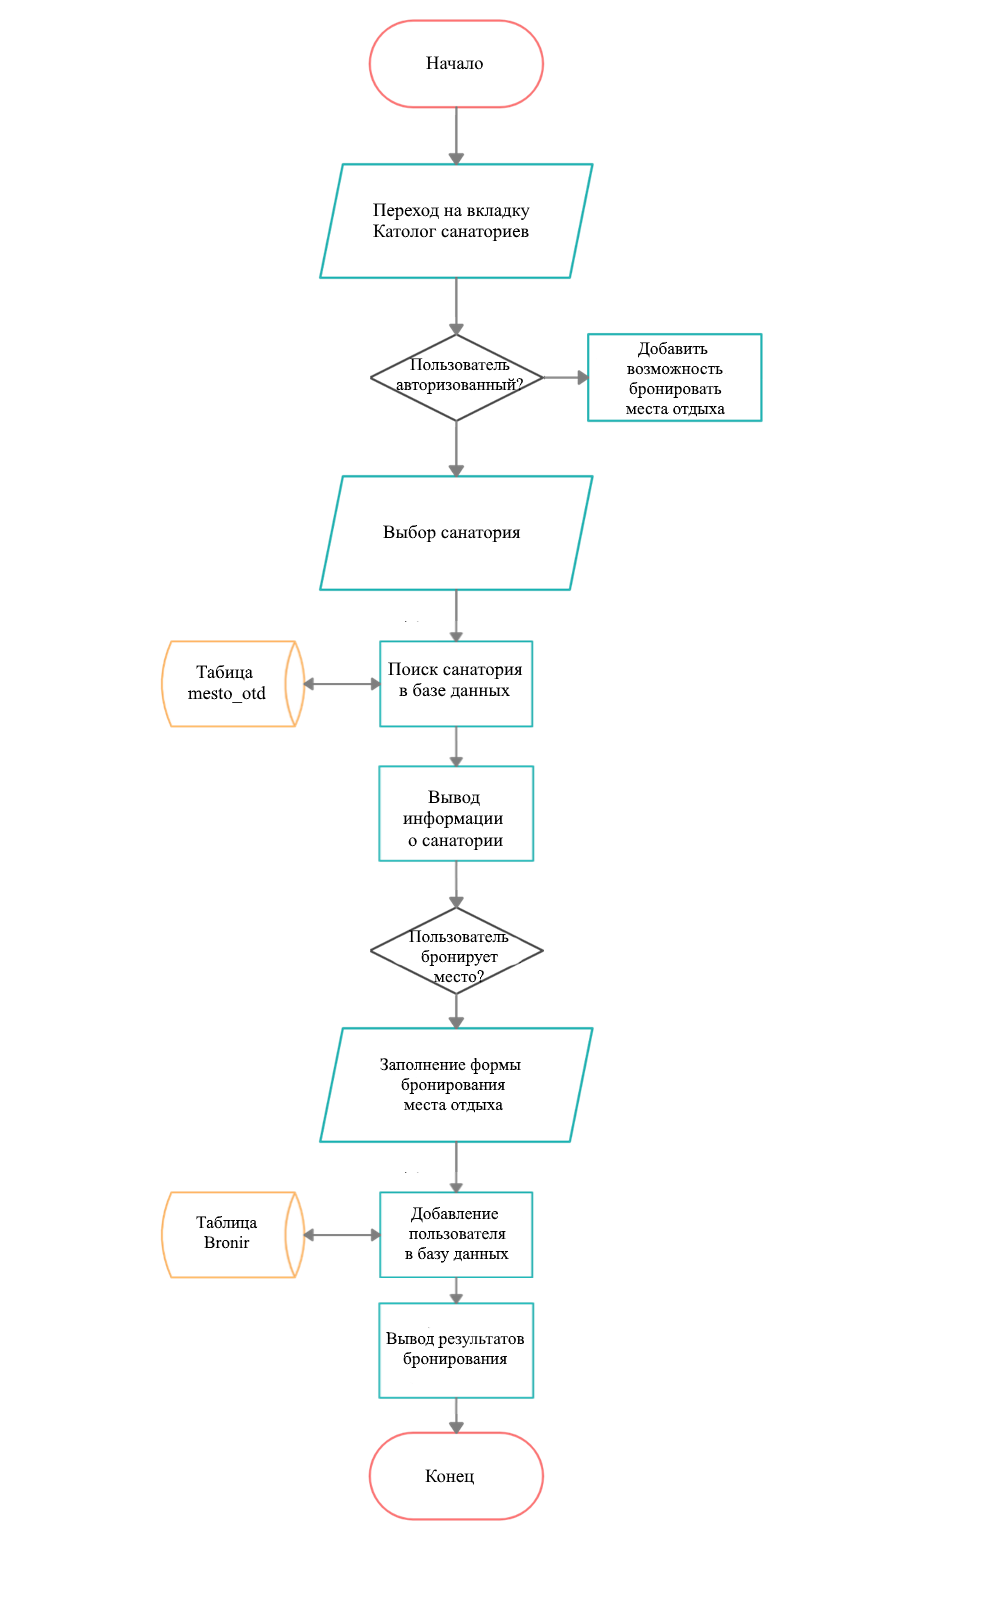 Начало
Переход на вкладку
Католог санаториев
Пользователь
авторизованный?
Добавить
возможность
бронировать
места отдыха
Выбор санатория
Табица
mesto_otd
Поиск санатория
в базе данных
Вывод
информации
о санатории
Пользователь
бронирует
место?
Заполнение формы
бронирования
места отдыха
Таблица
Bronir
Добавление
пользователя
в базу данных
Вывод результатов
бронирования
Конец